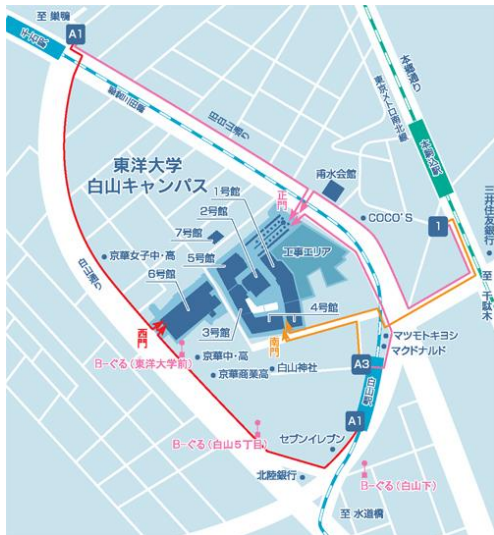 至 巣鴨
A1
千石駅
都営三田線
旧白山通り
本郷通り
東京メトロ南北線
本駒込駅
三井住友銀行
至 千駄木
東洋大学
白山キャンパス
甫水会館
正門
COCO'S
1
1号館
2号館
7号館
5号館
6号館
工事エリア
京華女子中・高
白山通り
3号館
4号館
西門
南門
B-ぐる(東洋大学前)
京華中・高
京華商業高
白山神社
マツモトキヨシ
マクドナルド
A3
白山駅
A1
B-ぐる(白山5丁目)
セブンイレブン
北陸銀行
B-ぐる(白山下)
至 水道橋